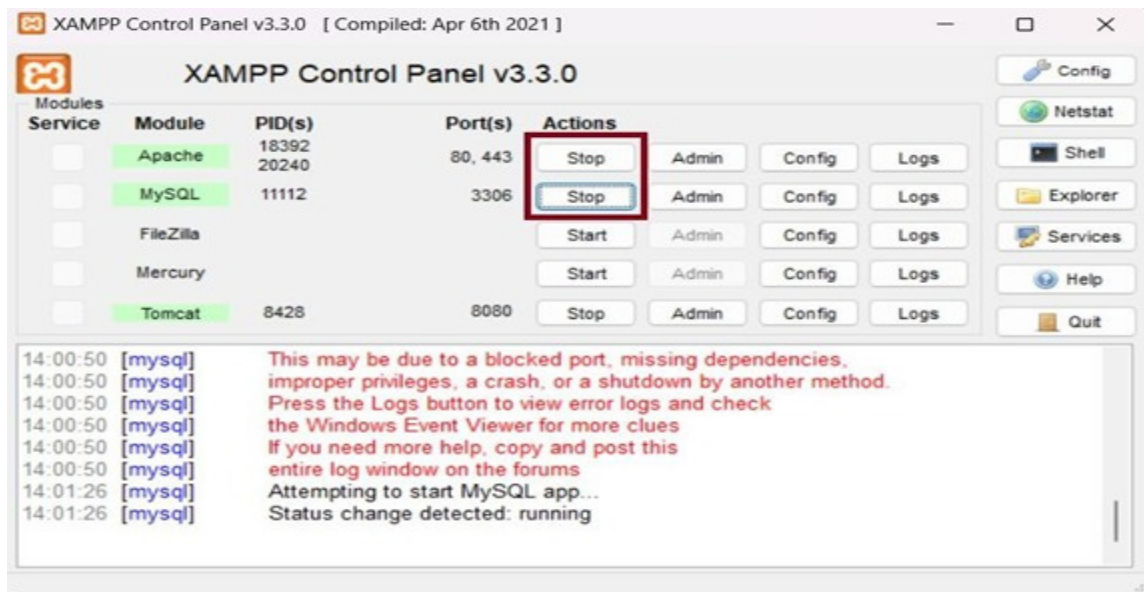 XAMPP Control Panel v3.3.0 [ Compiled: Apr 6th 2021 ]
XAMPP Control Panel v3.3.0
Config
Modules
Netstat
Service Module PID(s) Port(s) Actions
Apache 18392 20240 80, 443 Stop Admin Config Logs
Shell
MySQL 11112 3306 Stop Admin Config Logs
Explorer
FileZilla Start Admin Config Logs
Services
Mercury Start Admin Config Logs
Help
Tomcat 8428 8080 Stop Admin Config Logs
Quit
14:00:50 [mysql] This may be due to a blocked port, missing dependencies,
14:00:50 [mysql] improper privileges, a crash, or a shutdown by another method.
14:00:50 [mysql] Press the Logs button to view error logs and check
14:00:50 [mysql] the Windows Event Viewer for more clues
14:00:50 [mysql] If you need more help, copy and post this
14:00:50 [mysql] entire log window on the forums
14:01:26 [mysql] Attempting to start MySQL app...
14:01:26 [mysql] Status change detected: running